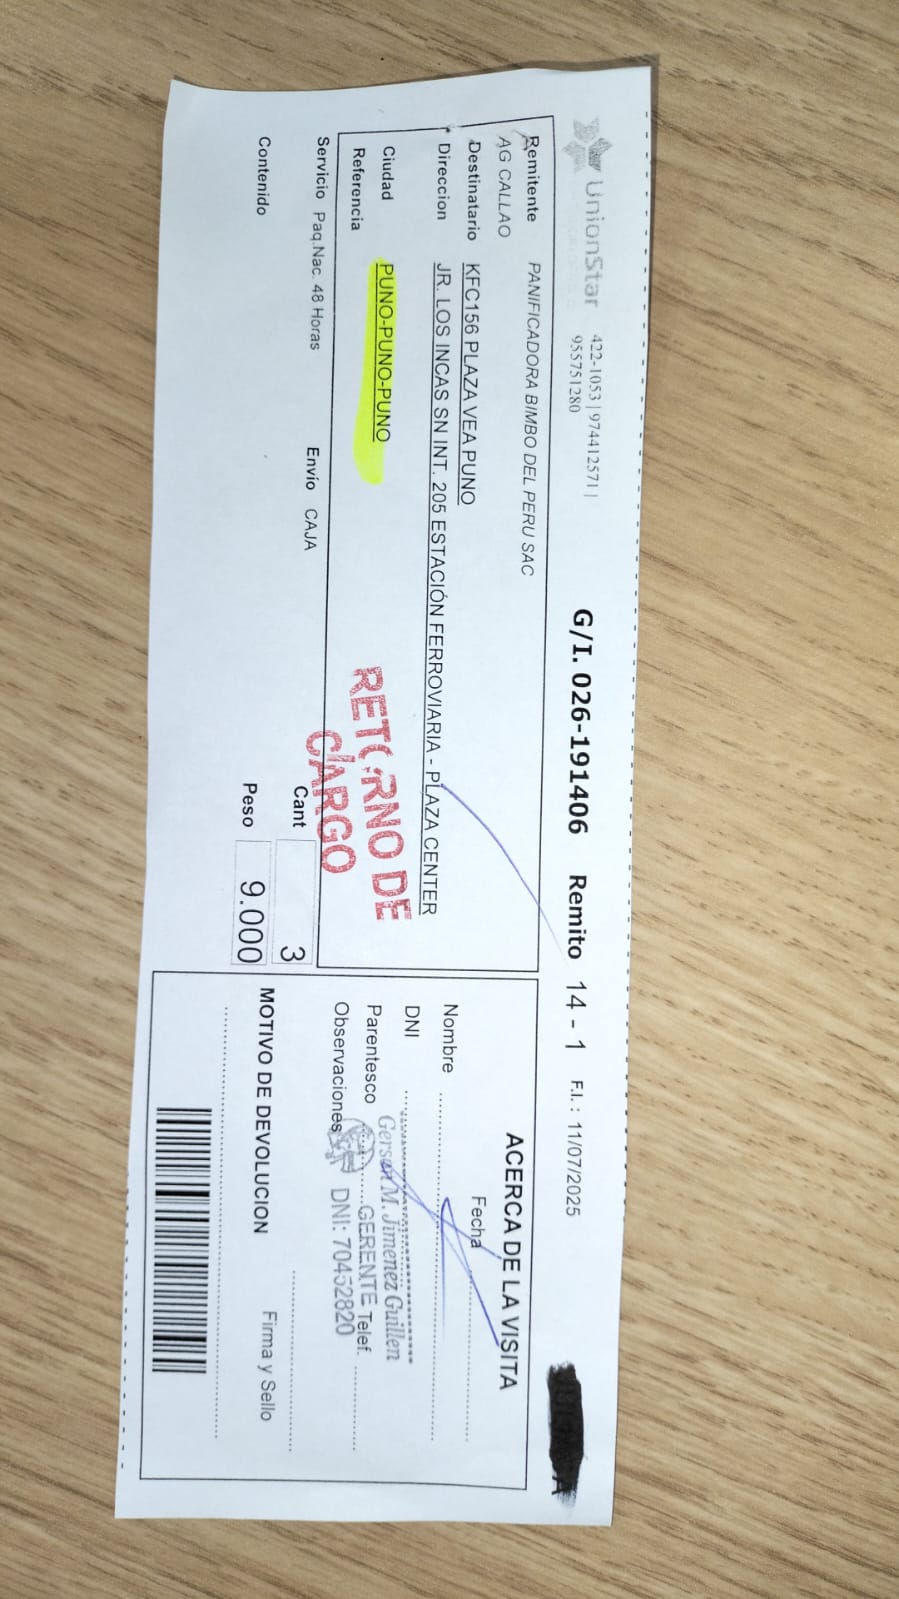 UnionStar
422-1053 | 974412571 |
955751280
G/I. 026-191406 Remito 14 - 1 F.I. : 11/07/2025
Remitente PANIFICADORA BIMBO DEL PERU SAC
AG CALLAO
Destinatario KFC156 PLAZA VEA PUNO
Direccion JR. LOS INCAS SN INT. 205 ESTACIÓN FERROVIARIA - PLAZA CENTER
Ciudad PUNO-PUNO-PUNO
Referencia
RETORNO DE
CARGO
Servicio Paq.Nac. 48 Horas Envio CAJA Cant 3
Contenido Peso 9.000
ACERCA DE LA VISITA
Fecha
Nombre
DNI
Parentesco Telef.
Observaciones
Gerson M. Jimenez Guillen
GERENTE
DNI: 70452820
MOTIVO DE DEVOLUCION Firma y Sello